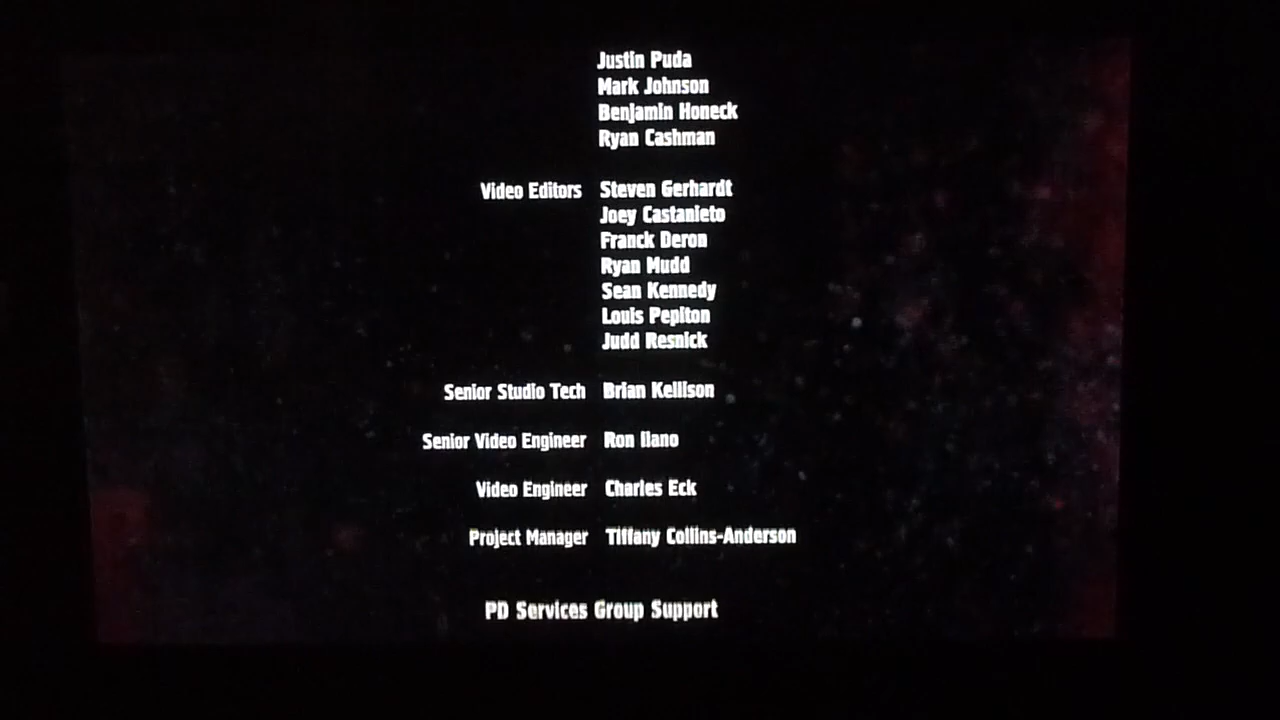 Justin Puda
Mark Johnson
Benjamin Honeck
Ryan Cashman
Video Editors Steven Gerhardt
Joey Castanieto
Franck Deron
Ryan Mudd
Sean Kennedy
Louis Pepiton
Judd Resnick
Senior Studio Tech Brian Kellison
Senior Video Engineer Ron Ilano
Video Engineer Charles Eck
Project Manager Tiffany Collins-Anderson
PD Services Group Support